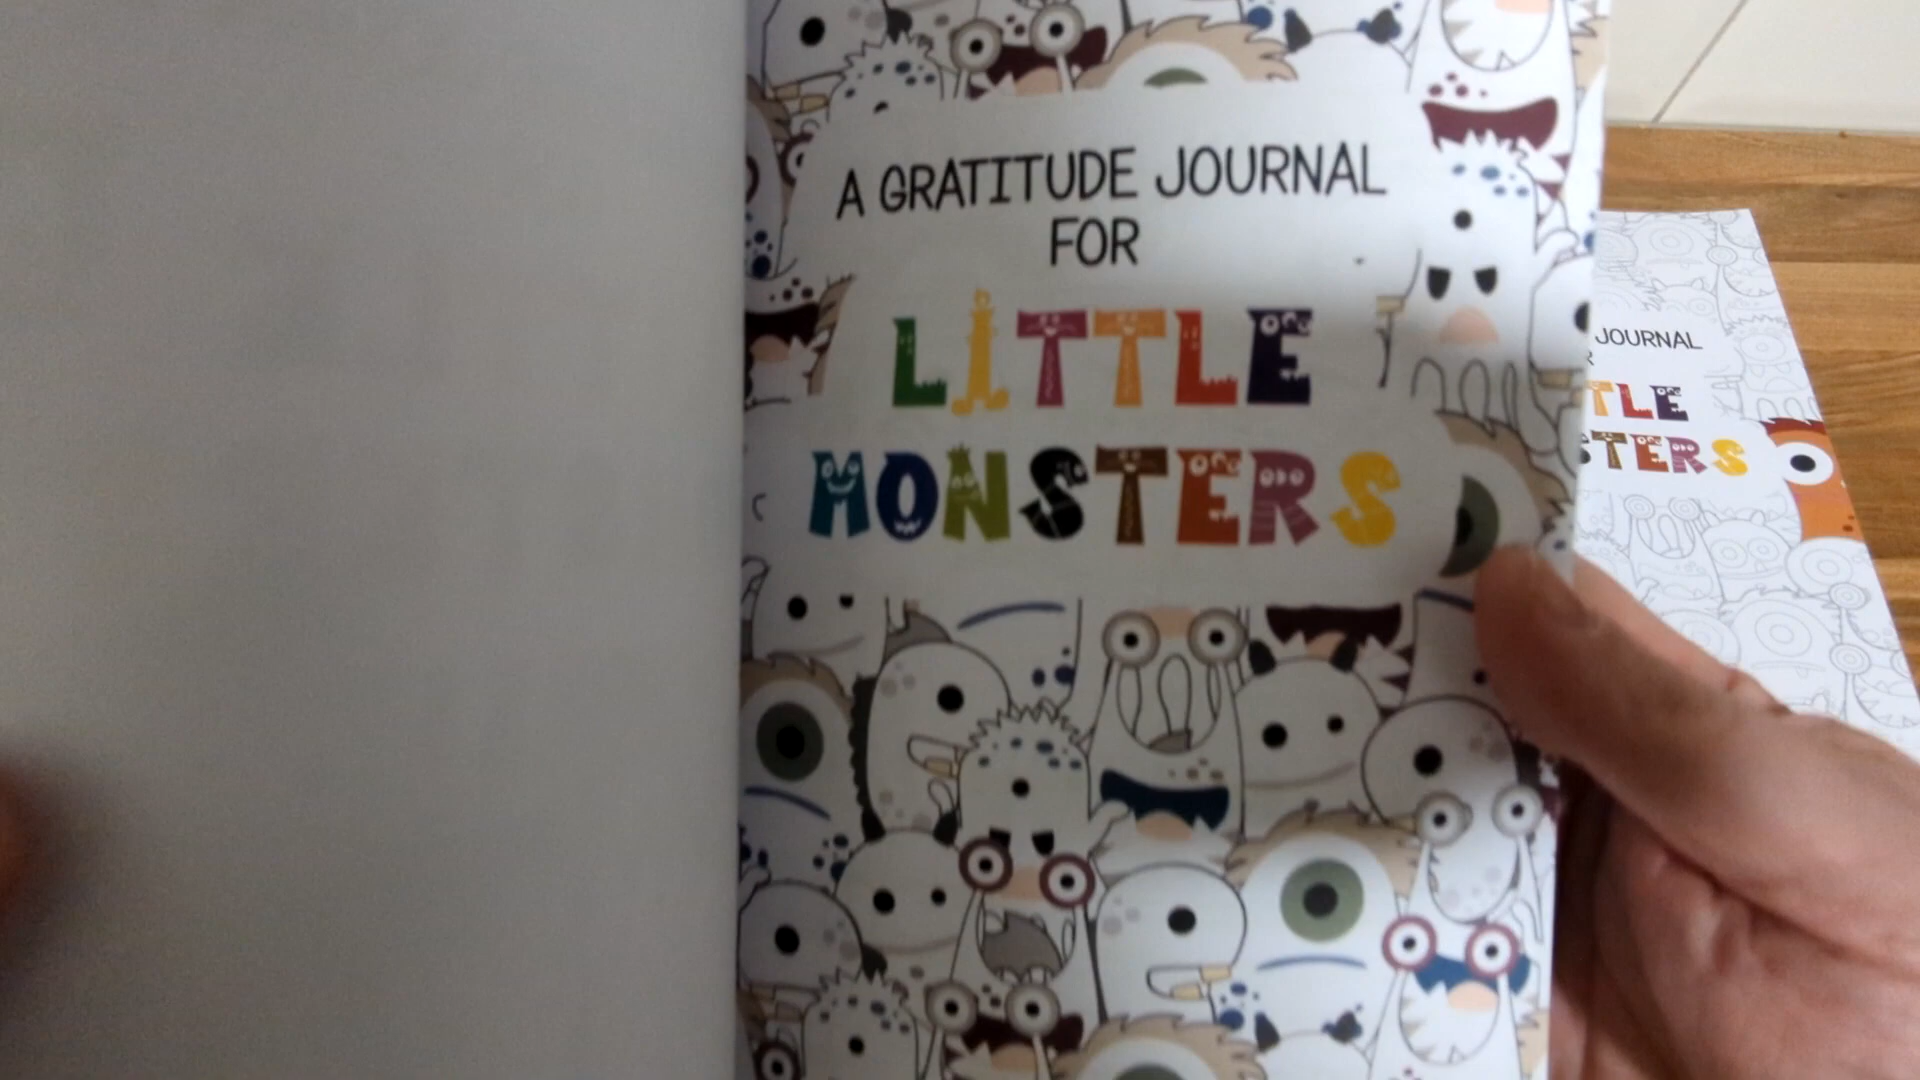 A GRATITUDE JOURNAL
FOR
LITTLE
MONSTERS
JOURNAL
R
TLE
STERS